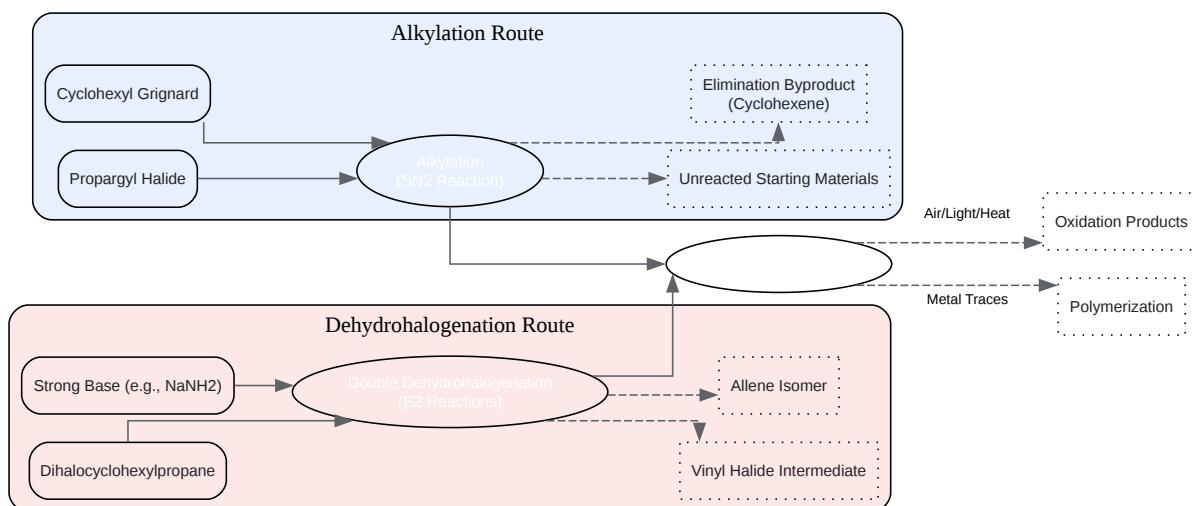 Alkylation Route
Cyclohexyl Grignard
Elimination Byproduct
(Cyclohexene)
Alkylation
(SN2 Reaction)
Propargyl Halide
Unreacted Starting Materials
Air/Light/Heat
Oxidation Products
Metal Traces
Polymerization
Dehydrohalogenation Route
Strong Base (e.g., NaNH2)
Double Dehydrohalogenation
(E2 Reactions)
Allene Isomer
Dihalocyclohexylpropane
Vinyl Halide Intermediate